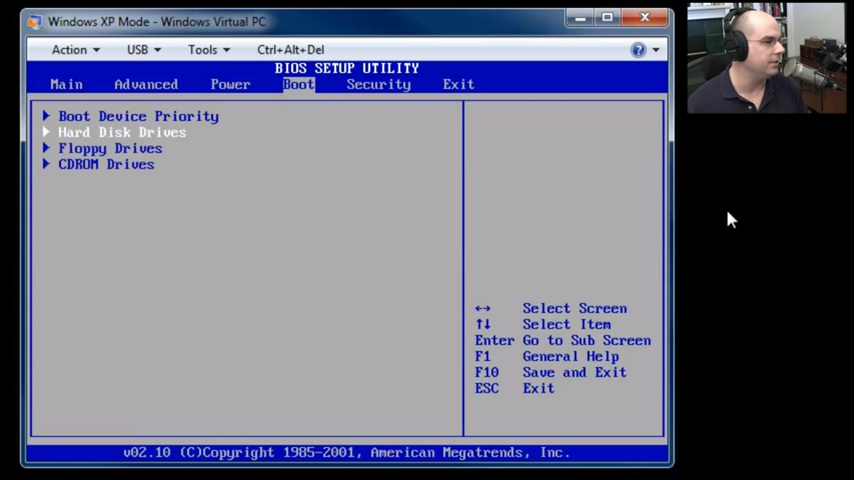 Windows XP Mode - Windows Virtual PC
Action USB Tools Ctrl+Alt+Del
BIOS SETUP UTILITY
Main Advanced Power Boot Security Exit
Boot Device Priority
Hard Disk Drives
Floppy Drives
CDROM Drives
↔ Select Screen
↑↓ Select Item
Enter Go to Sub Screen
F1 General Help
F10 Save and Exit
ESC Exit
v02.10 (C)Copyright 1985-2001, American Megatrends, Inc.